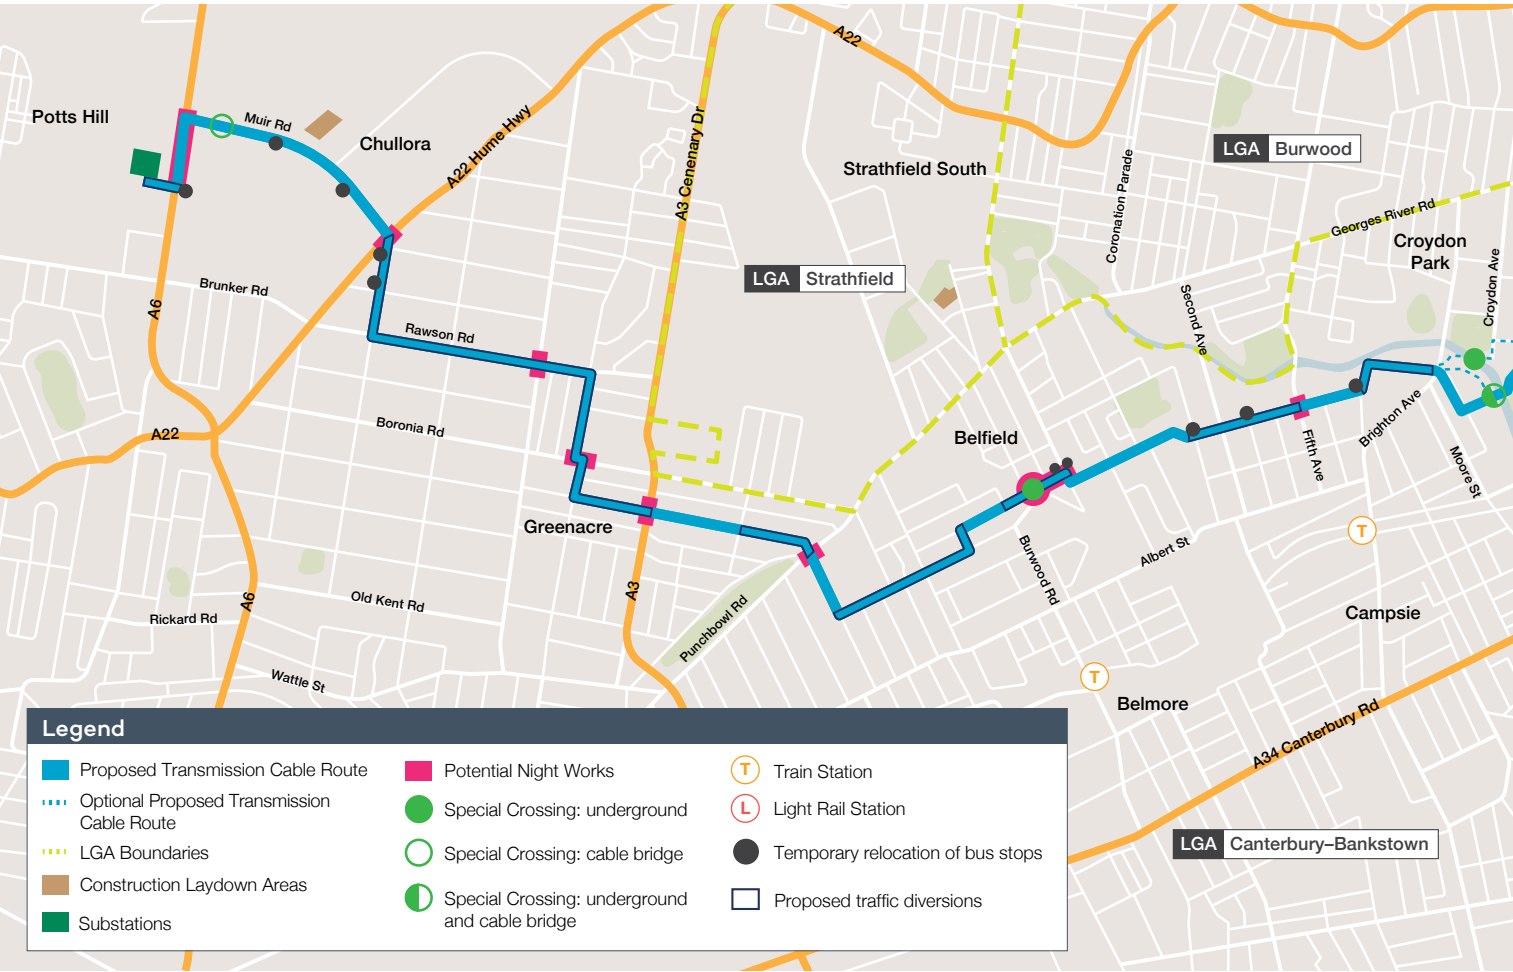 A22
Potts Hill
Muir Rd
Chullora
A22 Hume Hwy
A3 Cenenary Dr
Strathfield South
LGA Burwood
Coronation Parade
Georges River Rd
Croydon
Park
LGA Strathfield
Brunker Rd
A6
Second Ave
Croydon Ave
Rawson Rd
Boronia Rd
A22
Belfield
Brighton Ave
Fifth Ave
Moore St
Greenacre
T
Burwood Rd
Albert St
A3
A6
Old Kent Rd
Rickard Rd
Punchbowl Rd
Campsie
Wattle St
T
Belmore
A34 Canterbury Rd
LGA Canterbury–Bankstown
Legend
Proposed Transmission Cable Route
Optional Proposed Transmission
Cable Route
LGA Boundaries
Construction Laydown Areas
Substations
Potential Night Works
Special Crossing: underground
Special Crossing: cable bridge
Special Crossing: underground
and cable bridge
T Train Station
L Light Rail Station
Temporary relocation of bus stops
Proposed traffic diversions